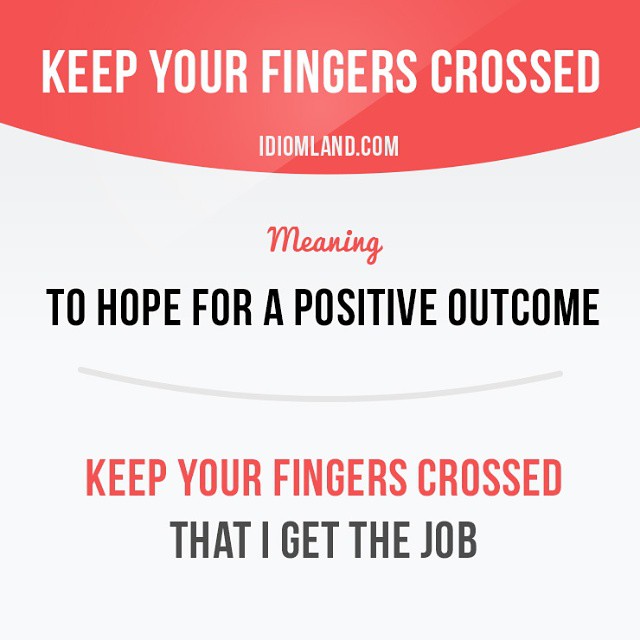 KEEP YOUR FINGERS CROSSED
IDIOMLAND.COM
Meaning
TO HOPE FOR A POSITIVE OUTCOME
KEEP YOUR FINGERS CROSSED
THAT I GET THE JOB